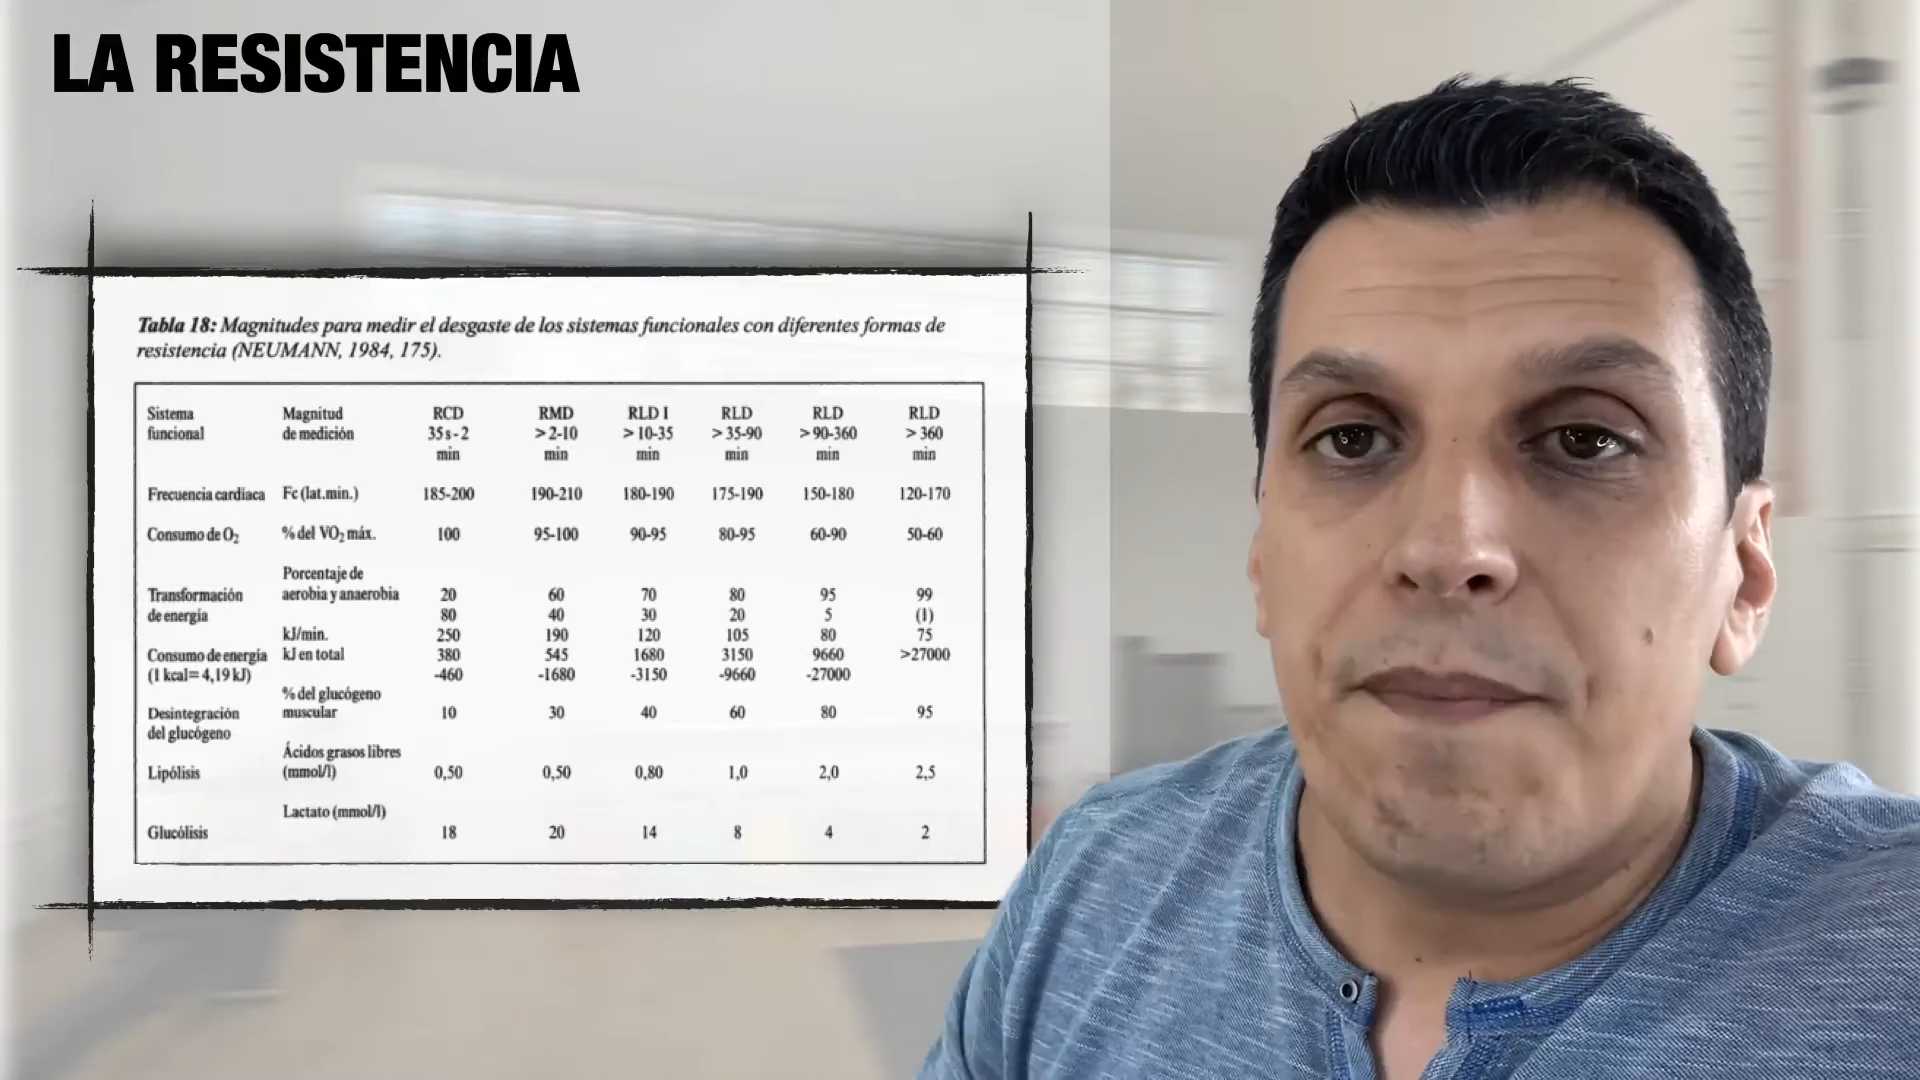 LA RESISTENCIA
Tabla 18: Magnitudes para medir el desgaste de los sistemas funcionales con diferentes formas de
resistencia (NEUMANN, 1984, 175).
Sistema Magnitud RCD RMD RLD I RLD RLD RLD
funcional de medición 35 s - 2 > 2-10 > 10-35 > 35-90 > 90-360 > 360
min min min min min min
Frecuencia cardíaca Fc (lat.min.) 185-200 190-210 180-190 175-190 150-180 120-170
Consumo de O₂ % del VO₂ máx. 100 95-100 90-95 80-95 60-90 50-60
Porcentaje de
Transformación aerobia y anaerobia 20 60 70 80 95 99
de energía 80 40 30 20 5 (1)
kJ/min. 250 190 120 105 80 75
Consumo de energía kJ en total 380 545 1680 3150 9660 >27000
(1 kcal= 4,19 kJ) -460 -1680 -3150 -9660 -27000
% del glucógeno
Desintegración muscular 10 30 40 60 80 95
del glucógeno
Ácidos grasos libres
Lipólisis (mmol/l) 0,50 0,50 0,80 1,0 2,0 2,5
Lactato (mmol/l)
Glucólisis 18 20 14 8 4 2